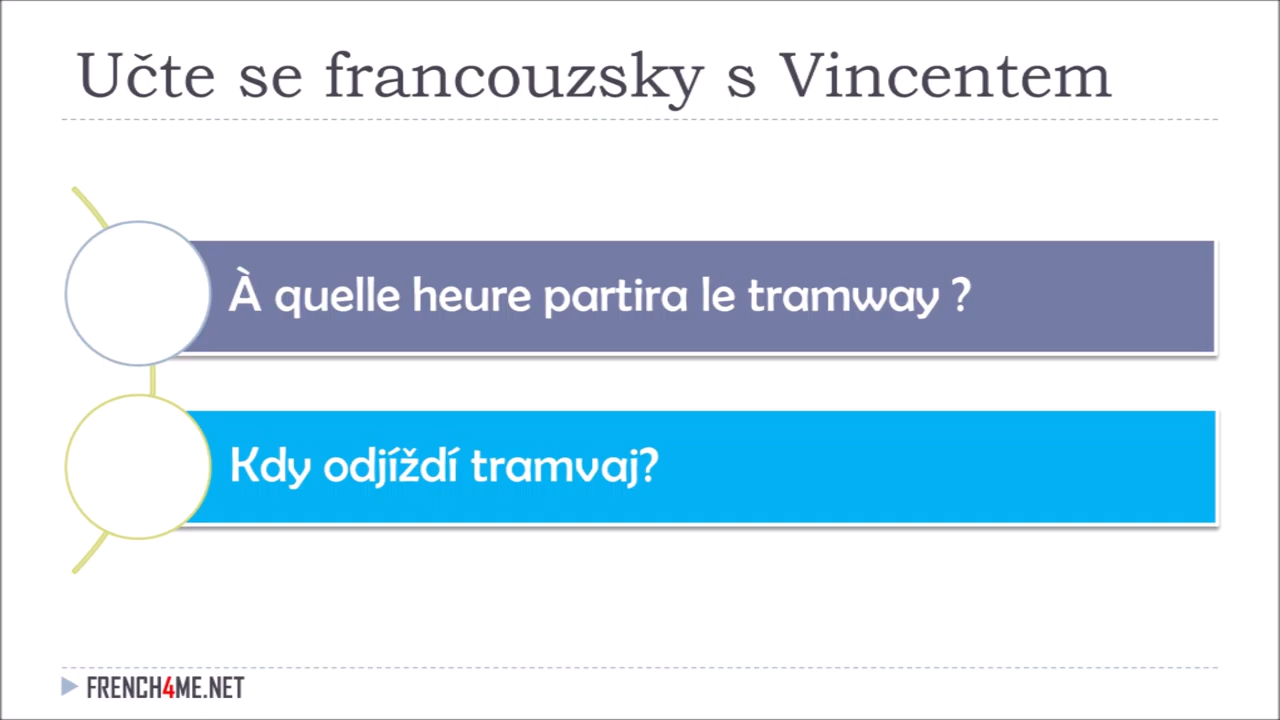 Učte se francouzsky s Vincentem
À quelle heure partira le tramway ?
Kdy odjíždí tramvaj?
FRENCH4ME.NET